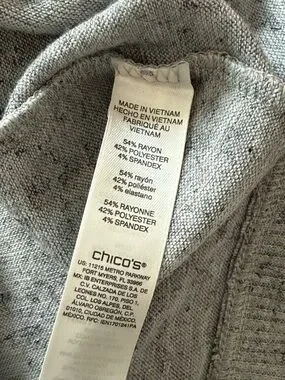 MADE IN VIETNAM
HECHO EN VIETNAM
FABRIQUÉ AU
VIETNAM
54% RAYON
42% POLYESTER
4% SPANDEX
54% rayón
42% poliéster
4% elastano
54% RAYONNE
42% POLYESTER
4% SPANDEX
chico's®
US: 11215 METRO PARKWAY
FORT MYERS, FL 33966
MX: IB ENTERPRISES S.A. DE
C.V. CALZADA DE LOS
LEONES NO. 170, PISO 1,
COL. LOS ALPES, DEL.
ÁLVARO OBREGÓN, C.P.
01010, CIUDAD DE MÉXICO,
MÉXICO. RFC: IEN1701241PA